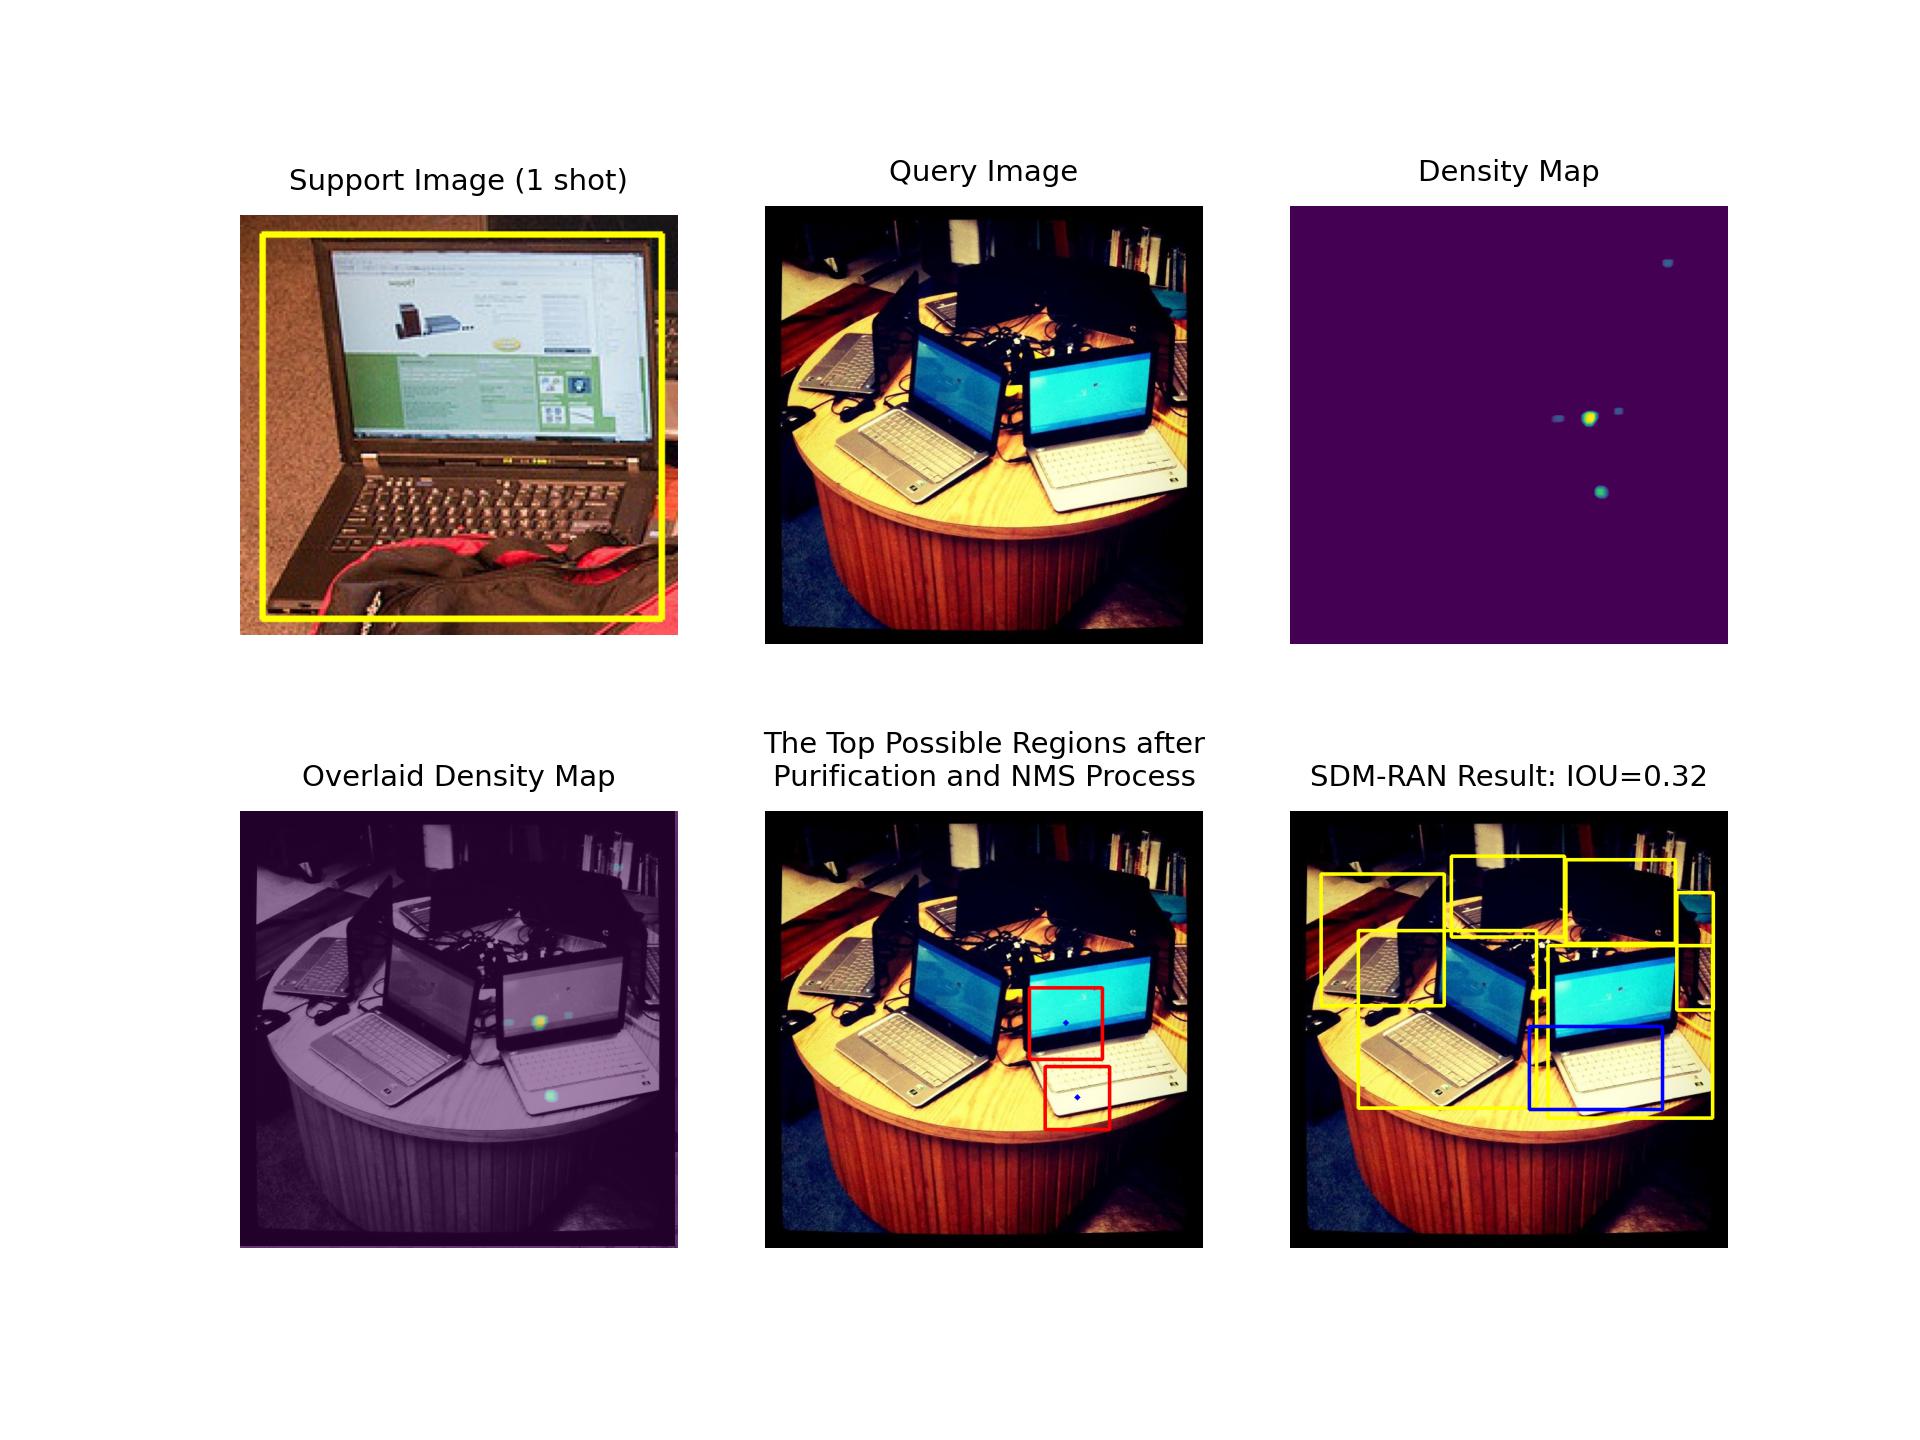 Support Image (1 shot)
Query Image
Density Map
woot!
Overlaid Density Map
The Top Possible Regions after
Purification and NMS Process
SDM-RAN Result: IOU=0.32